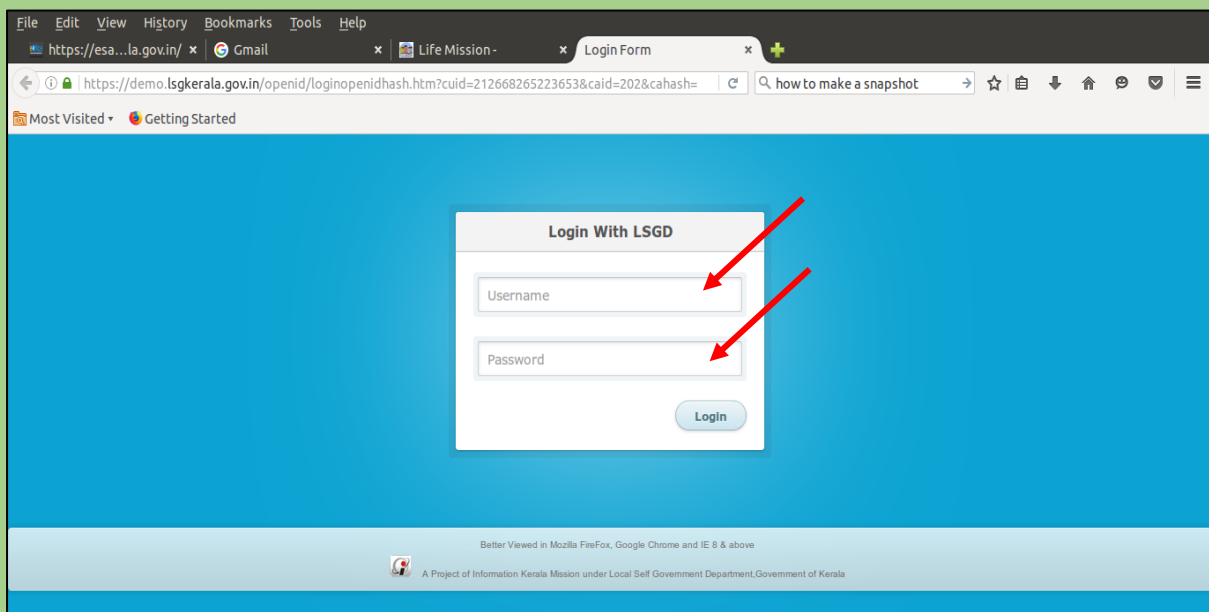 File Edit View History Bookmarks Tools Help
https://esa...la.gov.in/ × Gmail × Life Mission - × Login Form ×
https://demo.lsgkerala.gov.in/openid/loginopenidhash.htm?cuid=212668265223653&caid=202&cahash= how to make a snapshot
Most Visited Getting Started
Login With LSGD
Username
Password
Login
Better Viewed in Mozilla FireFox, Google Chrome and IE 8 & above
A Project of Information Kerala Mission under Local Self Government Department,Government of Kerala